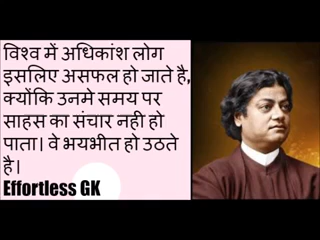 विश्व में अधिकांश लोग
इसलिए असफल हो जाते है,
क्योंकि उनमे समय पर
साहस का संचार नही हो
पाता। वे भयभीत हो उठते
है।
Effortless GK